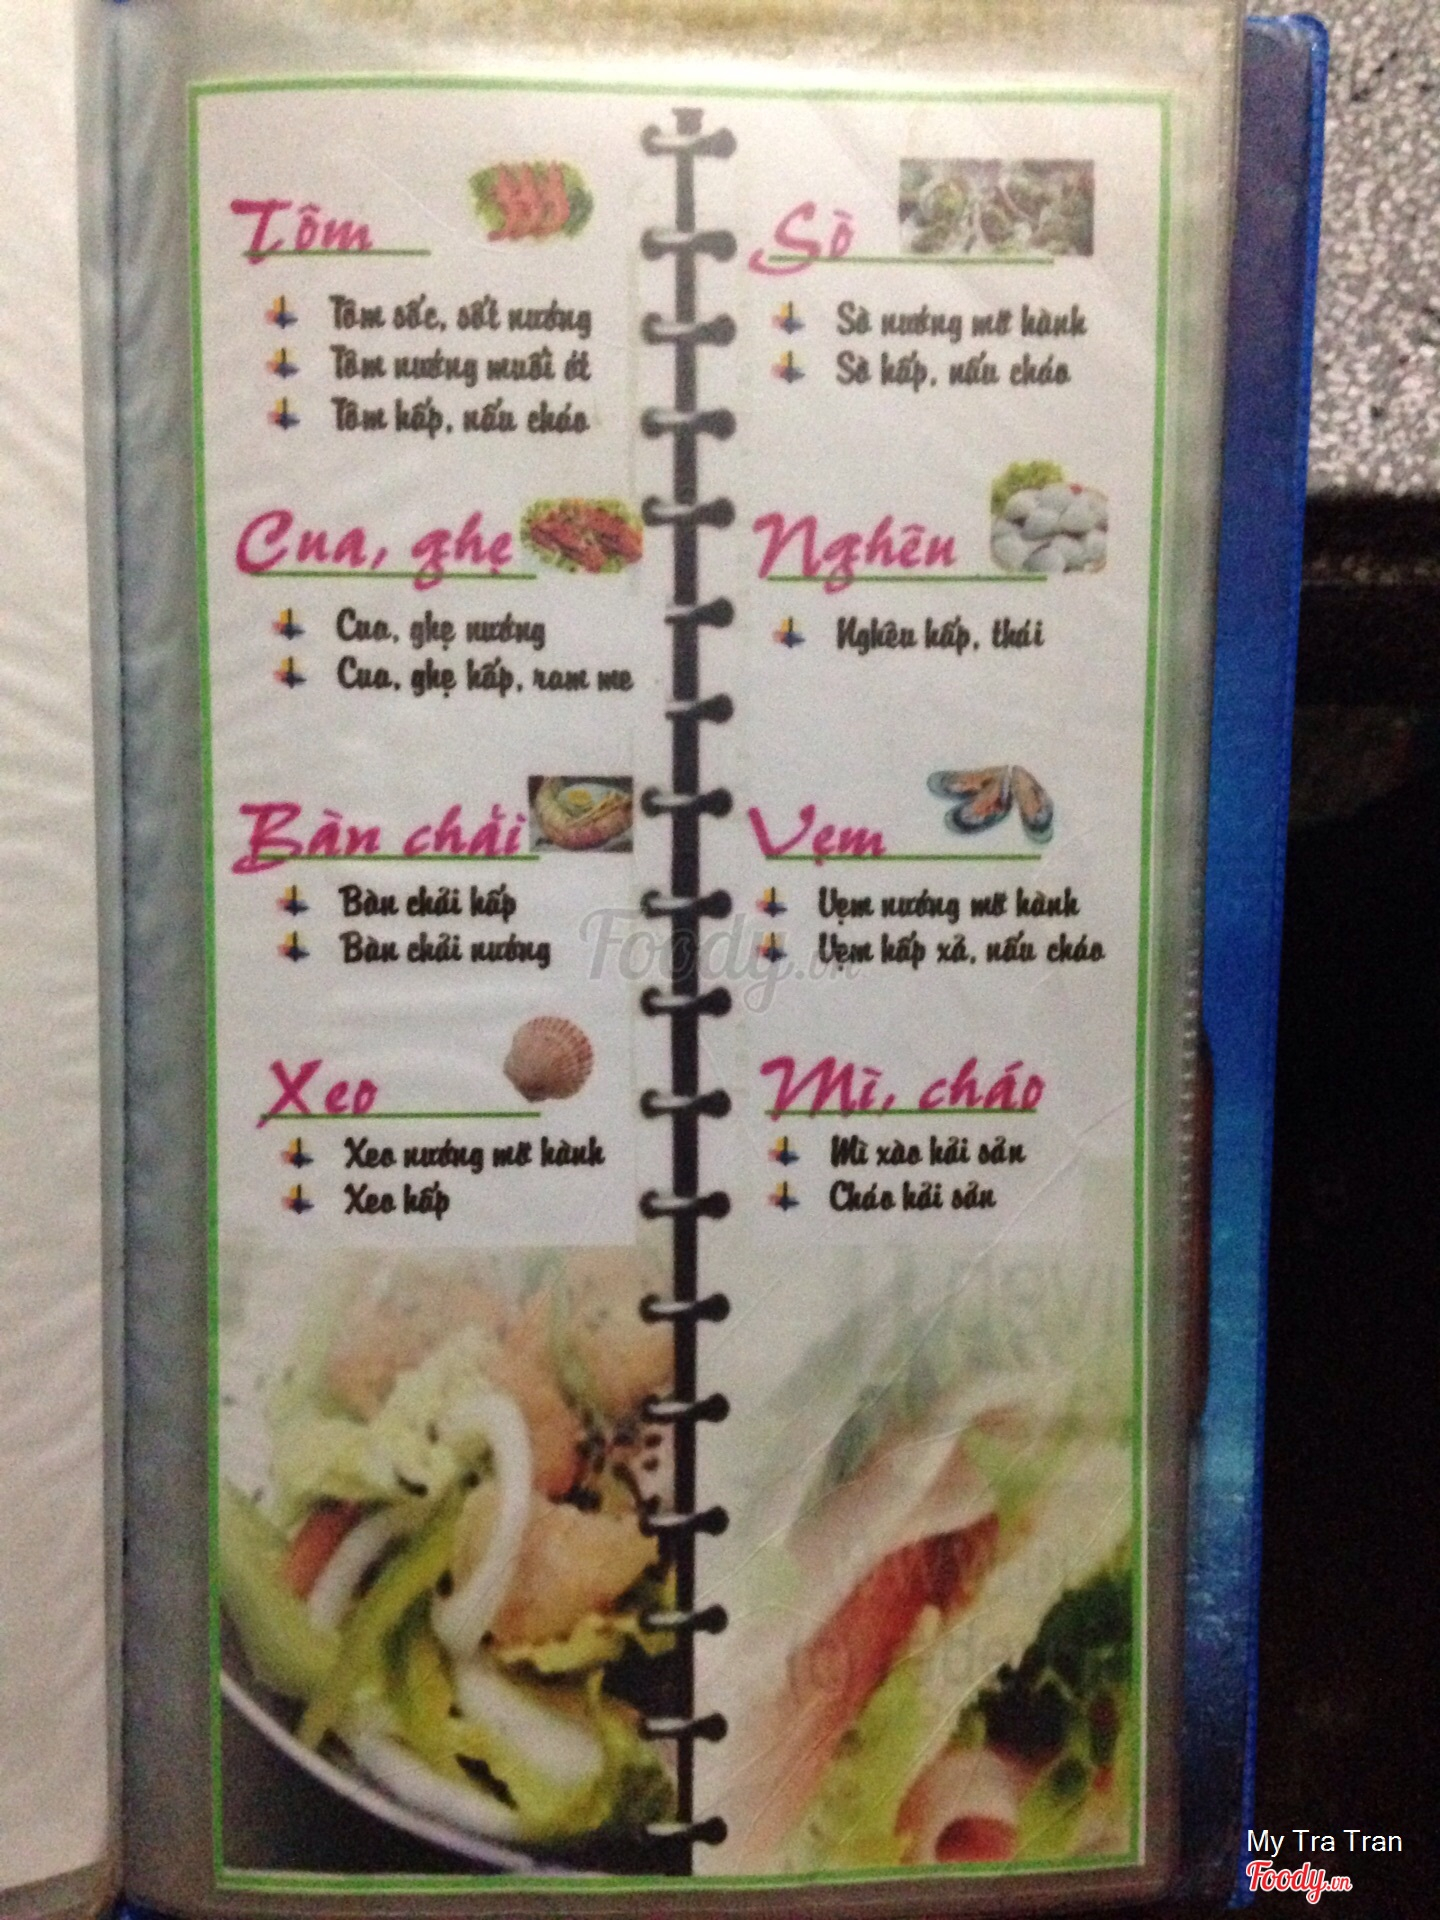 Tôm
Tôm sốc, sốt nướng
Tôm nướng muối ớt
Tôm hấp, nấu cháo
Cua, ghẹ
Cua, ghẹ nướng
Cua, ghẹ hấp, ram me
Bàn chải
Bàn chải hấp
Bàn chải nướng
Xeo
Xeo nướng mỡ hành
Xeo hấp
Sò
Sò nướng mỡ hành
Sò hấp, nấu cháo
Nghêu
Nghêu hấp, thái
Vẹm
Vẹm nướng mỡ hành
Vẹm hấp xả, nấu cháo
Mì, cháo
Mì xào hải sản
Cháo hải sản
Foody.vn
My Tra Tran
Foody.vn